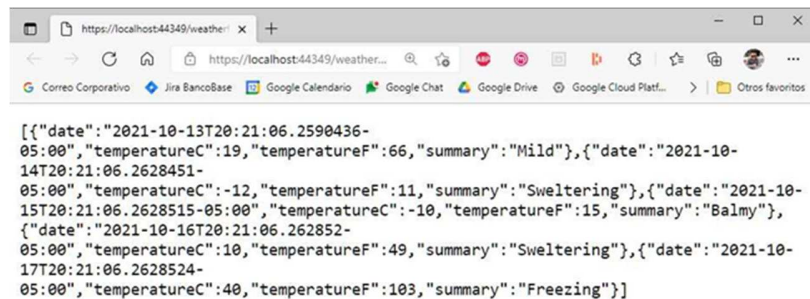 https://localhost:44349/weather
https://localhost:44349/weather...
ABP
G Correo Corporativo Jira BancoBase Google Calendario Google Chat Google Drive Google Cloud Platf... Otros favoritos
[{"date":"2021-10-13T20:21:06.2590436-
05:00","temperatureC":19,"temperatureF":66,"summary":"Mild"},{"date":"2021-10-
14T20:21:06.2628451-
05:00","temperatureC":-12,"temperatureF":11,"summary":"Sweltering"},{"date":"2021-10-
15T20:21:06.2628515-05:00","temperatureC":-10,"temperatureF":15,"summary":"Balmy"},
{"date":"2021-10-16T20:21:06.262852-
05:00","temperatureC":10,"temperatureF":49,"summary":"Sweltering"},{"date":"2021-10-
17T20:21:06.2628524-
05:00","temperatureC":40,"temperatureF":103,"summary":"Freezing"}]